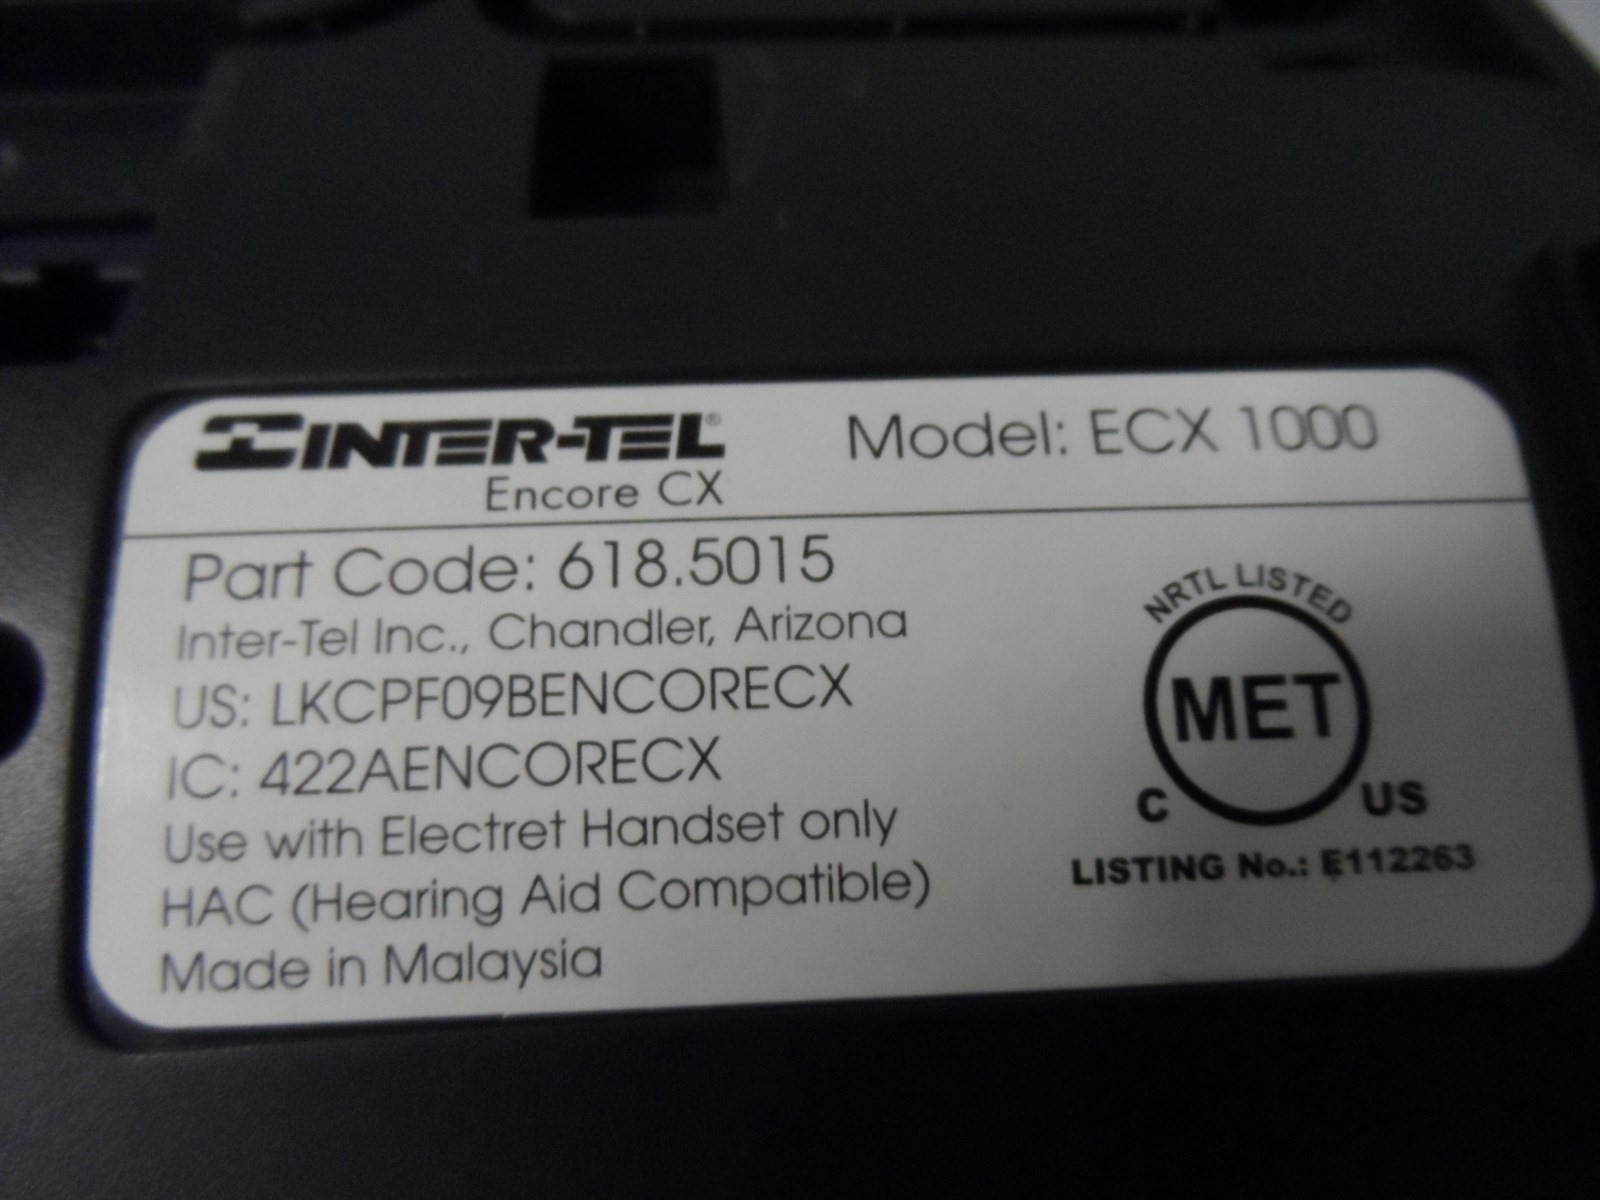 INTER-TEL®
Encore CX
Model: ECX 1000
Part Code: 618.5015
Inter-Tel Inc., Chandler, Arizona
US: LKCPF09BENCORECX
IC: 422AENCORECX
Use with Electret Handset only
HAC (Hearing Aid Compatible)
Made in Malaysia
NRTL LISTED
MET
C US
LISTING No.: E112263